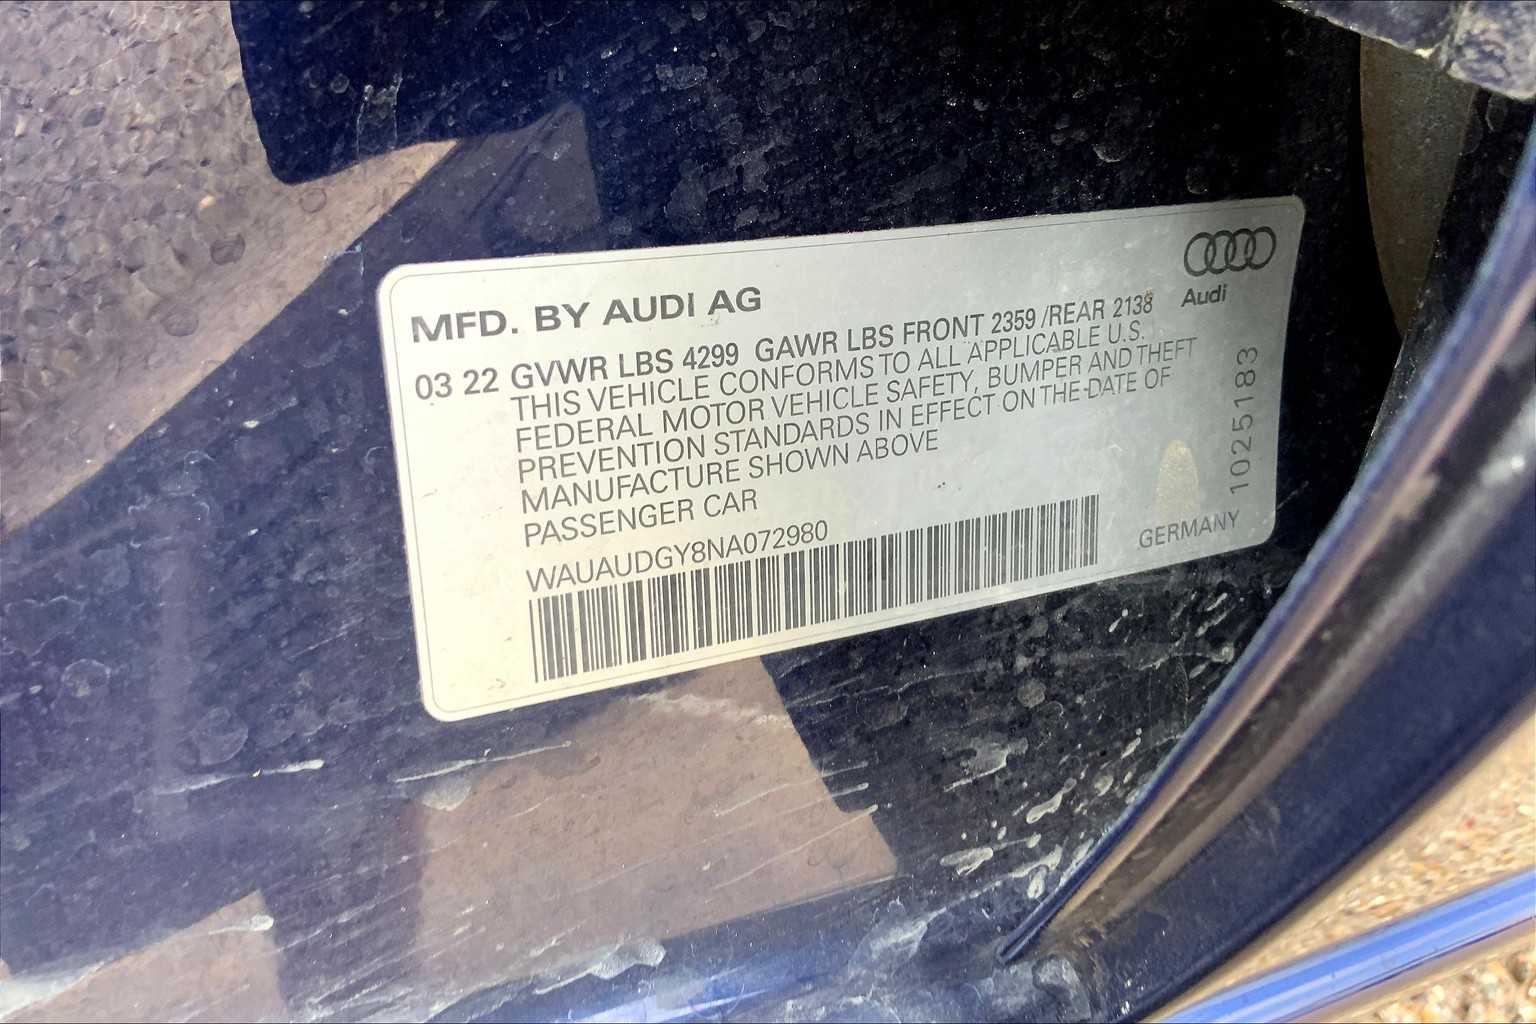 MFD. BY AUDI AG
Audi
03 22 GVWR LBS 4299 GAWR LBS FRONT 2359 /REAR 2138
THIS VEHICLE CONFORMS TO ALL APPLICABLE U.S.
FEDERAL MOTOR VEHICLE SAFETY, BUMPER AND THEFT
PREVENTION STANDARDS IN EFFECT ON THE DATE OF
MANUFACTURE SHOWN ABOVE
PASSENGER CAR
WAUAUDGY8NA072980
GERMANY
1025183